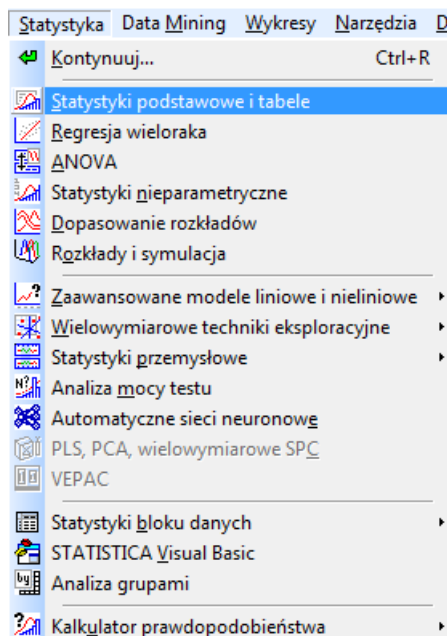 Statystyka Data Mining Wykresy Narzędzia D
Kontynuuj... Ctrl+R
Statystyki podstawowe i tabele
Regresja wieloraka
ANOVA
Statystyki nieparametryczne
Dopasowanie rozkładów
Rozkłady i symulacja
Zaawansowane modele liniowe i nieliniowe
Wielowymiarowe techniki eksploracyjne
Statystyki przemysłowe
Analiza mocy testu
Automatyczne sieci neuronowe
PLS, PCA, wielowymiarowe SPC
VEPAC
Statystyki bloku danych
STATISTICA Visual Basic
Analiza grupami
Kalkulator prawdopodobieństwa